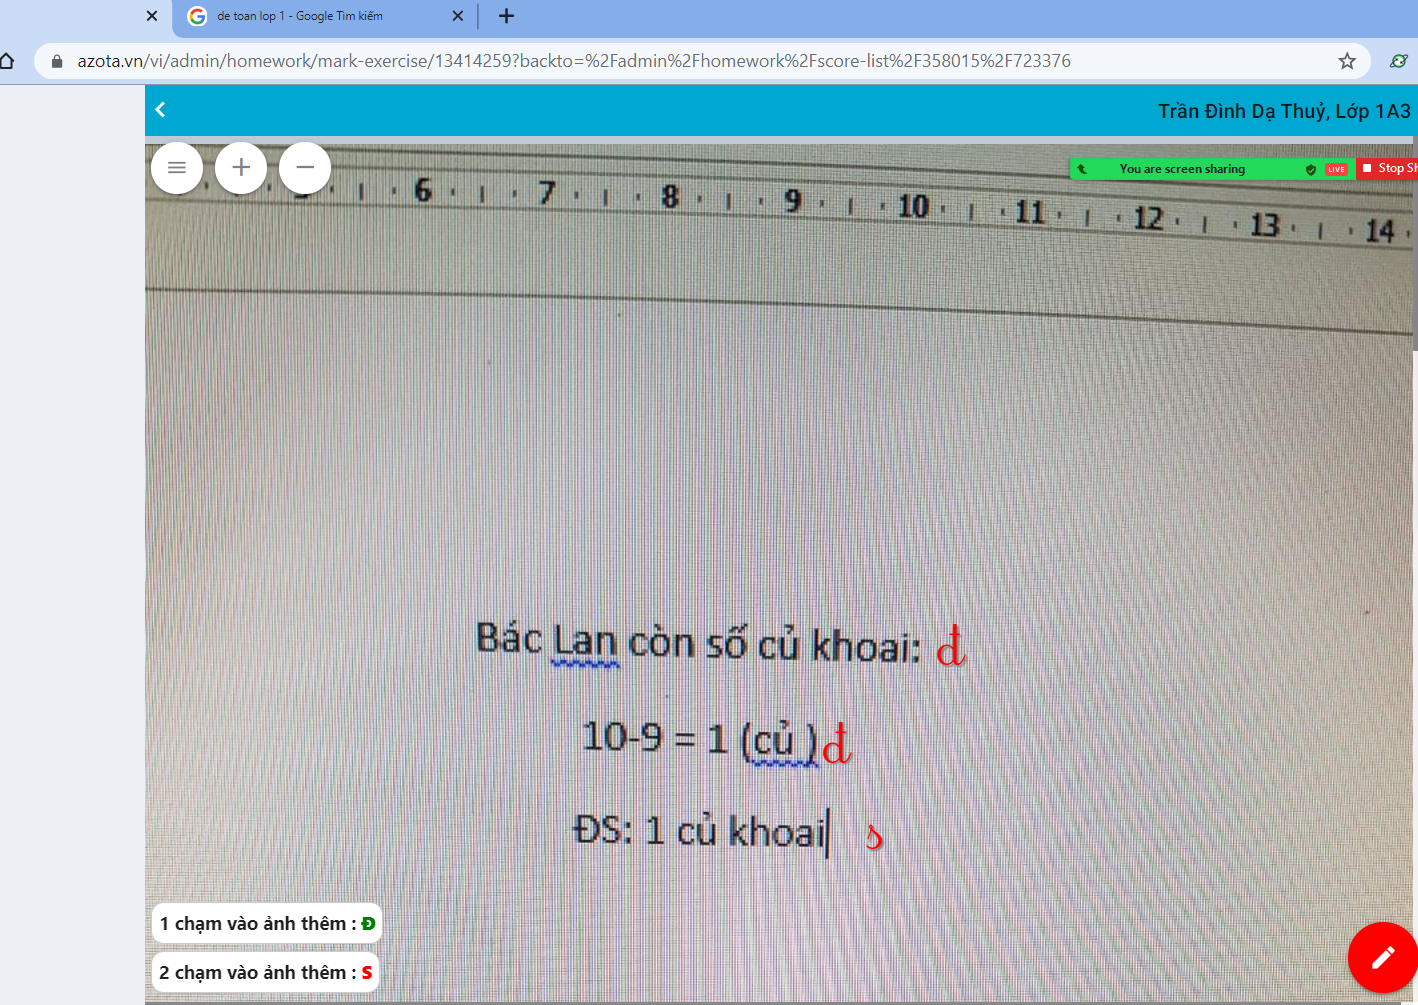 de toan lop 1 - Google Tìm kiếm
azota.vn/vi/admin/homework/mark-exercise/13414259?backto=%2Fadmin%2Fhomework%2Fscore-list%2F358015%2F723376
Trần Đình Dạ Thuỷ, Lớp 1A3
You are screen sharing LIVE Stop Sh
6 7 8 9 10 11 12 13 14
Bác Lan còn số củ khoai: đ
10-9 = 1 (củ ) đ
ĐS: 1 củ khoai s
1 chạm vào ảnh thêm : Đ
2 chạm vào ảnh thêm : S